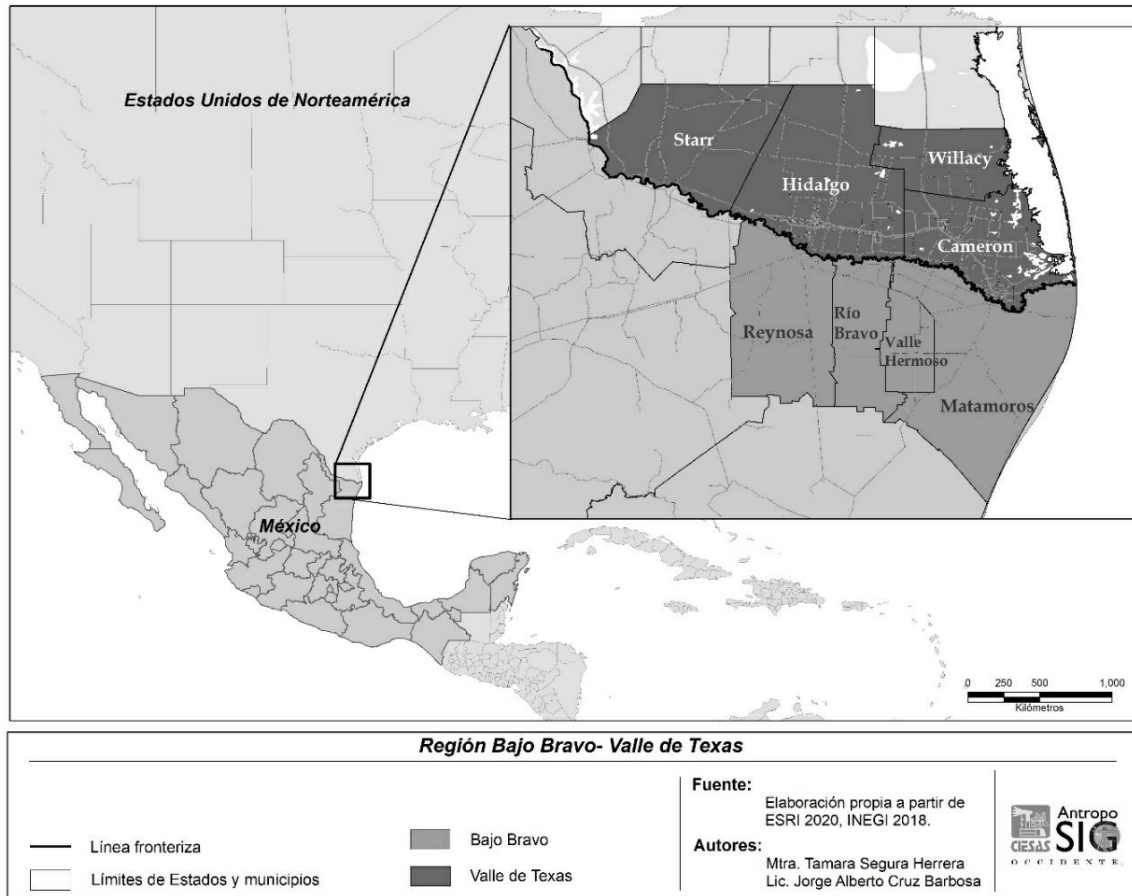 Estados Unidos de Norteamérica
México
Starr
Hidalgo
Willacy
Cameron
Reynosa
Río
Bravo
Valle
Hermoso
Matamoros
0 250 500 1,000
Kilómetros
Región Bajo Bravo- Valle de Texas
Línea fronteriza
Límites de Estados y municipios
Bajo Bravo
Valle de Texas
Fuente:
Elaboración propia a partir de
ESRI 2020, INEGI 2018.
Autores:
Mtra. Tamara Segura Herrera
Lic. Jorge Alberto Cruz Barbosa
CIESAS
Antropo
SIG
OCCIDENTE